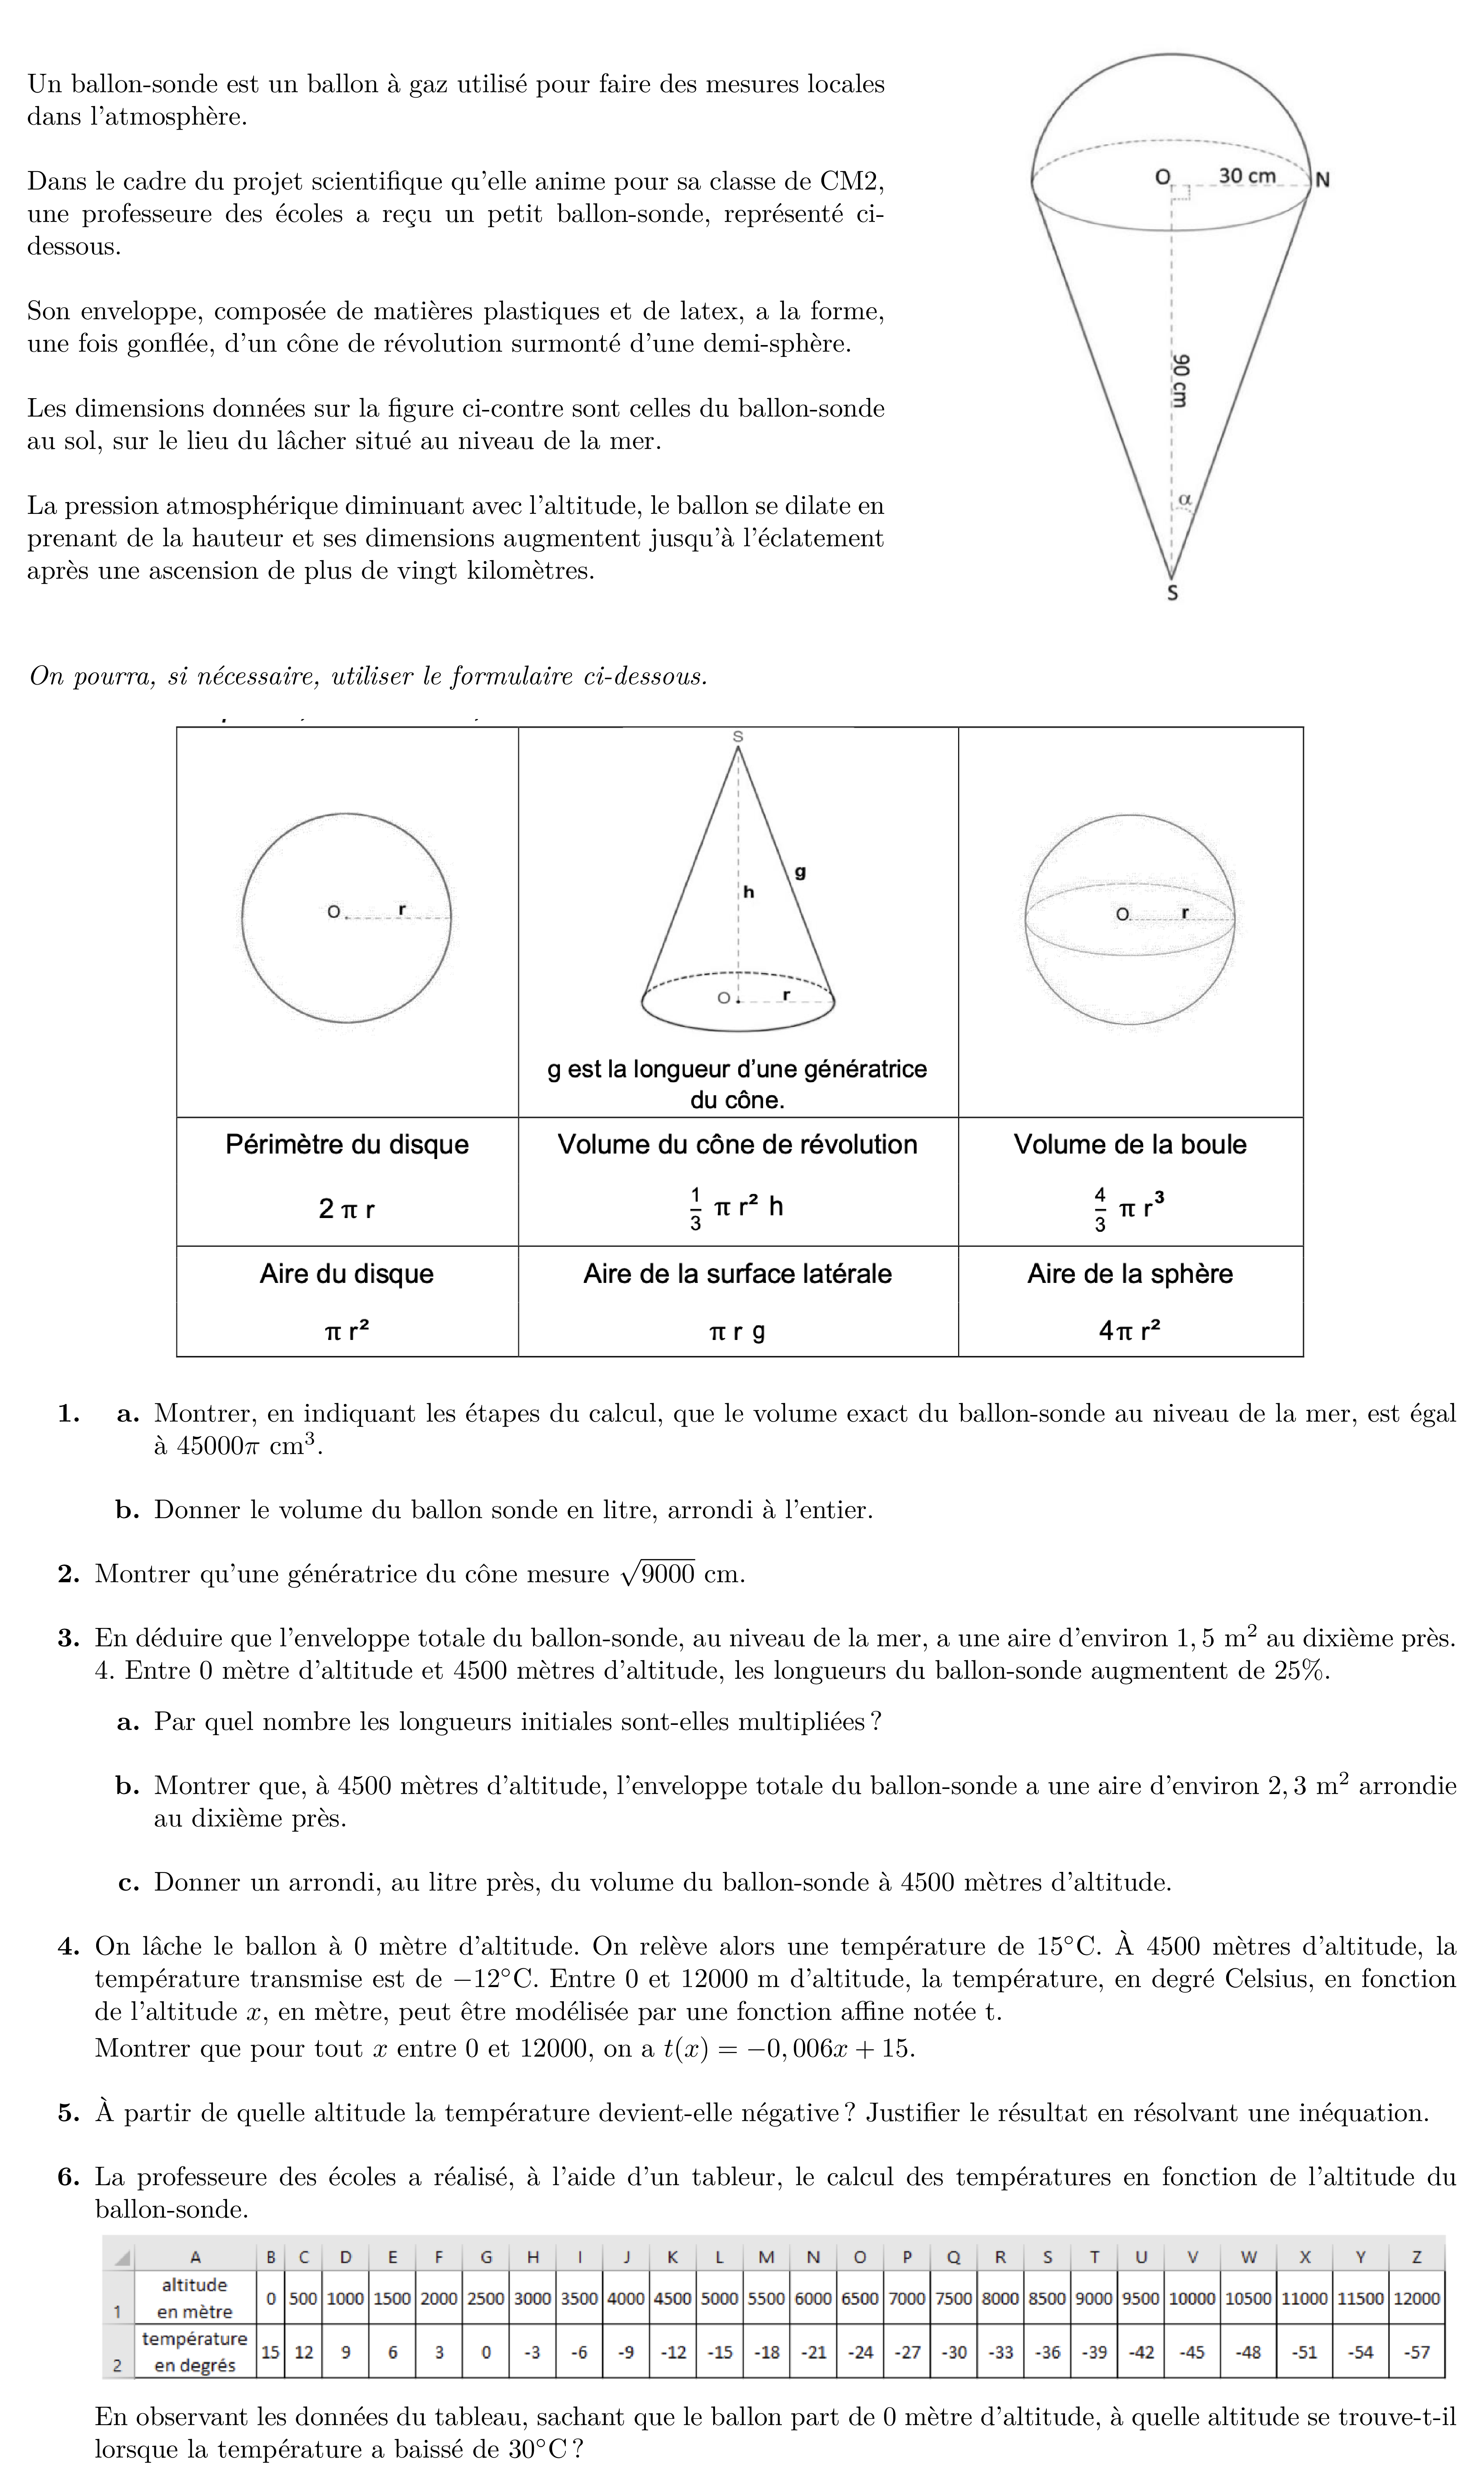 Un ballon-sonde est un ballon à gaz utilisé pour faire des mesures locales
dans l'atmosphère.
Dans le cadre du projet scientifique qu'elle anime pour sa classe de CM2,
une professeure des écoles a reçu un petit ballon-sonde, représenté ci-
dessous.
Son enveloppe, composée de matières plastiques et de latex, a la forme,
une fois gonflée, d'un cône de révolution surmonté d'une demi-sphère.
Les dimensions données sur la figure ci-contre sont celles du ballon-sonde
au sol, sur le lieu du lâcher situé au niveau de la mer.
La pression atmosphérique diminuant avec l'altitude, le ballon se dilate en
prenant de la hauteur et ses dimensions augmentent jusqu'à l'éclatement
après une ascension de plus de vingt kilomètres.
O 30 cm N
90 cm
α
S
On pourra, si nécessaire, utiliser le formulaire ci-dessous.
O r
S
h
g
O r
g est la longueur d'une génératrice
du cône.
O r
Périmètre du disque
2 π r
Volume du cône de révolution
1/3 π r² h
Volume de la boule
4/3 π r³
Aire du disque
π r²
Aire de la surface latérale
π r g
Aire de la sphère
4π r²
1. a. Montrer, en indiquant les étapes du calcul, que le volume exact du ballon-sonde au niveau de la mer, est égal
à 45000π cm³.
b. Donner le volume du ballon sonde en litre, arrondi à l'entier.
2. Montrer qu'une génératrice du cône mesure √9000 cm.
3. En déduire que l'enveloppe totale du ballon-sonde, au niveau de la mer, a une aire d'environ 1, 5 m² au dixième près.
4. Entre 0 mètre d'altitude et 4500 mètres d'altitude, les longueurs du ballon-sonde augmentent de 25%.
a. Par quel nombre les longueurs initiales sont-elles multipliées ?
b. Montrer que, à 4500 mètres d'altitude, l'enveloppe totale du ballon-sonde a une aire d'environ 2, 3 m² arrondie
au dixième près.
c. Donner un arrondi, au litre près, du volume du ballon-sonde à 4500 mètres d'altitude.
4. On lâche le ballon à 0 mètre d'altitude. On relève alors une température de 15°C. À 4500 mètres d'altitude, la
température transmise est de −12°C. Entre 0 et 12000 m d'altitude, la température, en degré Celsius, en fonction
de l'altitude x, en mètre, peut être modélisée par une fonction affine notée t.
Montrer que pour tout x entre 0 et 12000, on a t(x) = −0, 006x + 15.
5. À partir de quelle altitude la température devient-elle négative ? Justifier le résultat en résolvant une inéquation.
6. La professeure des écoles a réalisé, à l'aide d'un tableur, le calcul des températures en fonction de l'altitude du
ballon-sonde.
A B C D E F G H I J K L M N O P Q R S T U V W X Y Z
1 altitude en mètre 0 500 1000 1500 2000 2500 3000 3500 4000 4500 5000 5500 6000 6500 7000 7500 8000 8500 9000 9500 10000 10500 11000 11500 12000
2 température en degrés 15 12 9 6 3 0 -3 -6 -9 -12 -15 -18 -21 -24 -27 -30 -33 -36 -39 -42 -45 -48 -51 -54 -57
En observant les données du tableau, sachant que le ballon part de 0 mètre d'altitude, à quelle altitude se trouve-t-il
lorsque la température a baissé de 30°C ?